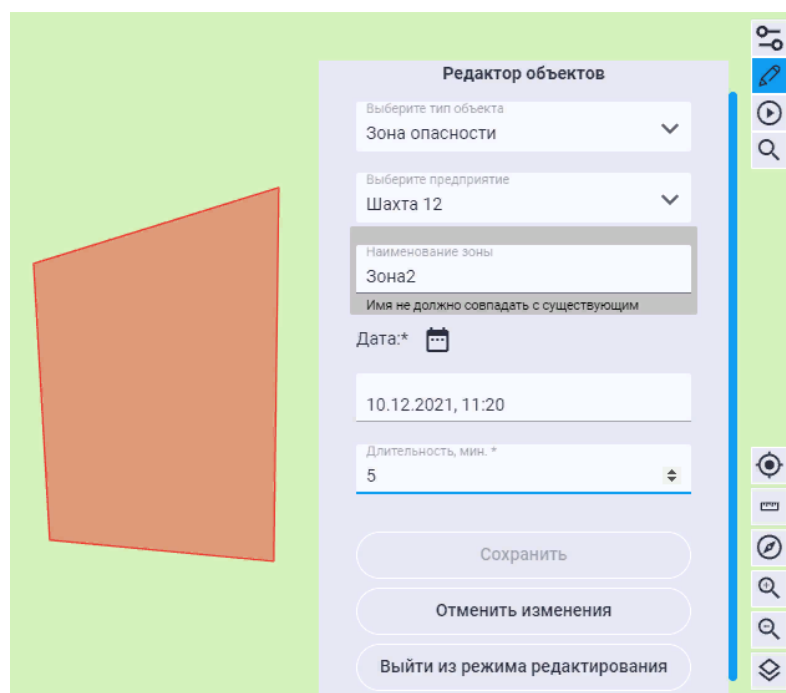 Редактор объектов
Выберите тип объекта
Зона опасности
Выберите предприятие
Шахта 12
Наименование зоны
Зона2
Имя не должно совпадать с существующим
Дата:*
10.12.2021, 11:20
Длительность, мин. *
5
Сохранить
Отменить изменения
Выйти из режима редактирования